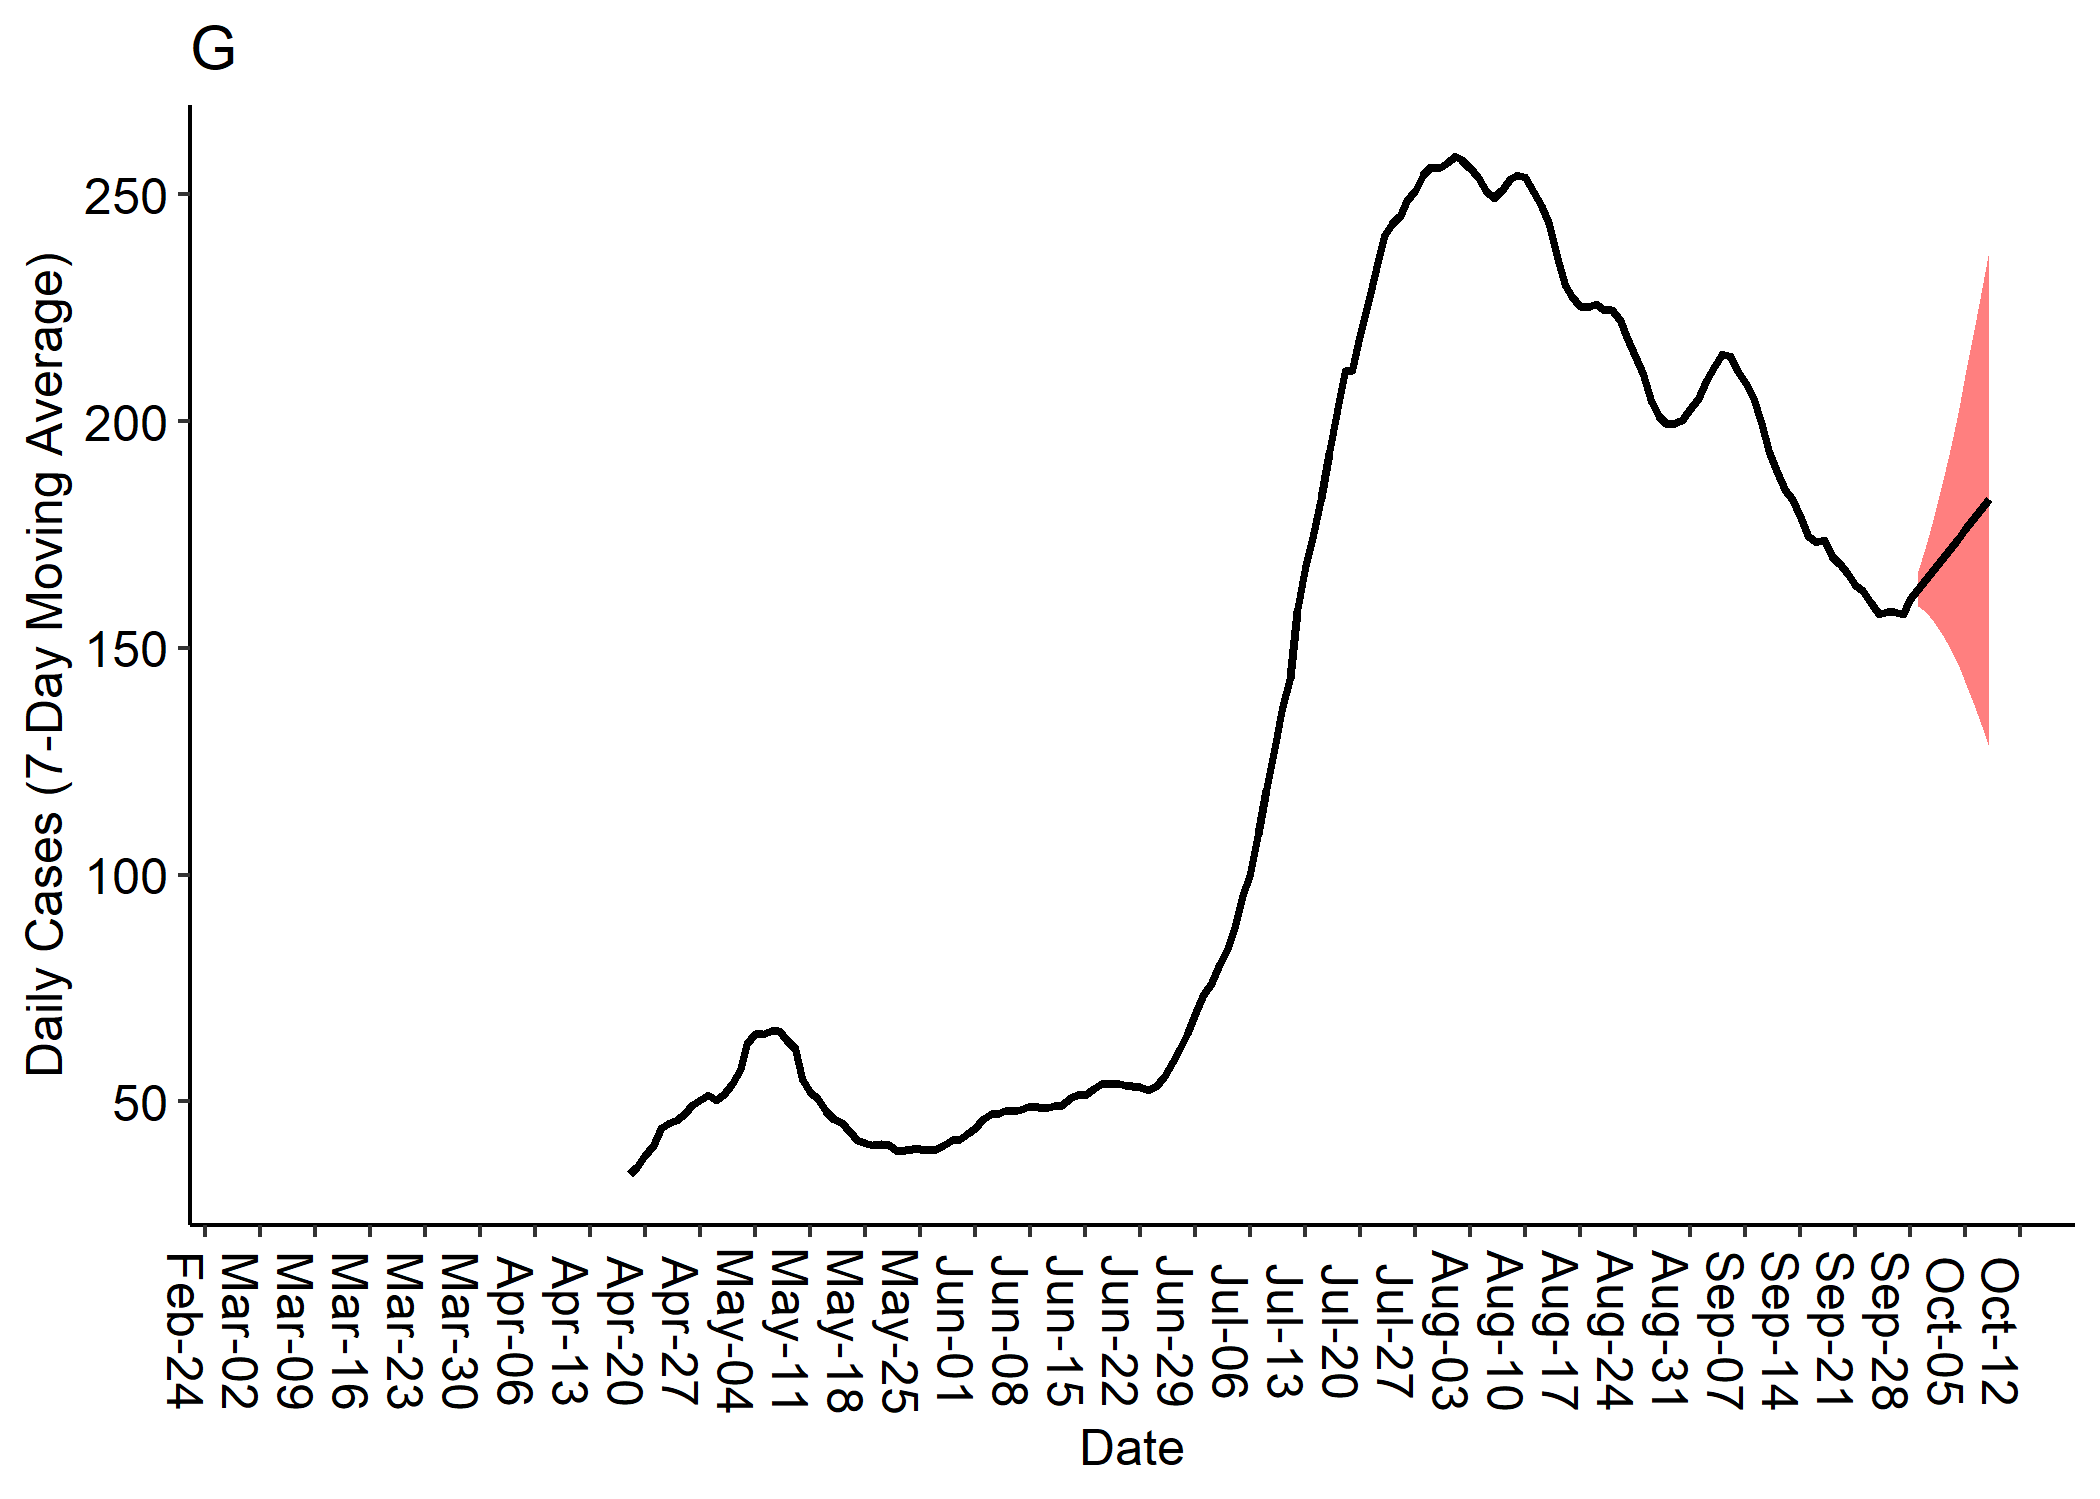 G
Daily Cases (7-Day Moving Average)
250
200
150
100
50
Feb-24
Mar-02
Mar-09
Mar-16
Mar-23
Mar-30
Apr-06
Apr-13
Apr-20
Apr-27
May-04
May-11
May-18
May-25
Jun-01
Jun-08
Jun-15
Jun-22
Jun-29
Jul-06
Jul-13
Jul-20
Jul-27
Aug-03
Aug-10
Aug-17
Aug-24
Aug-31
Sep-07
Sep-14
Sep-21
Sep-28
Oct-05
Oct-12
Date